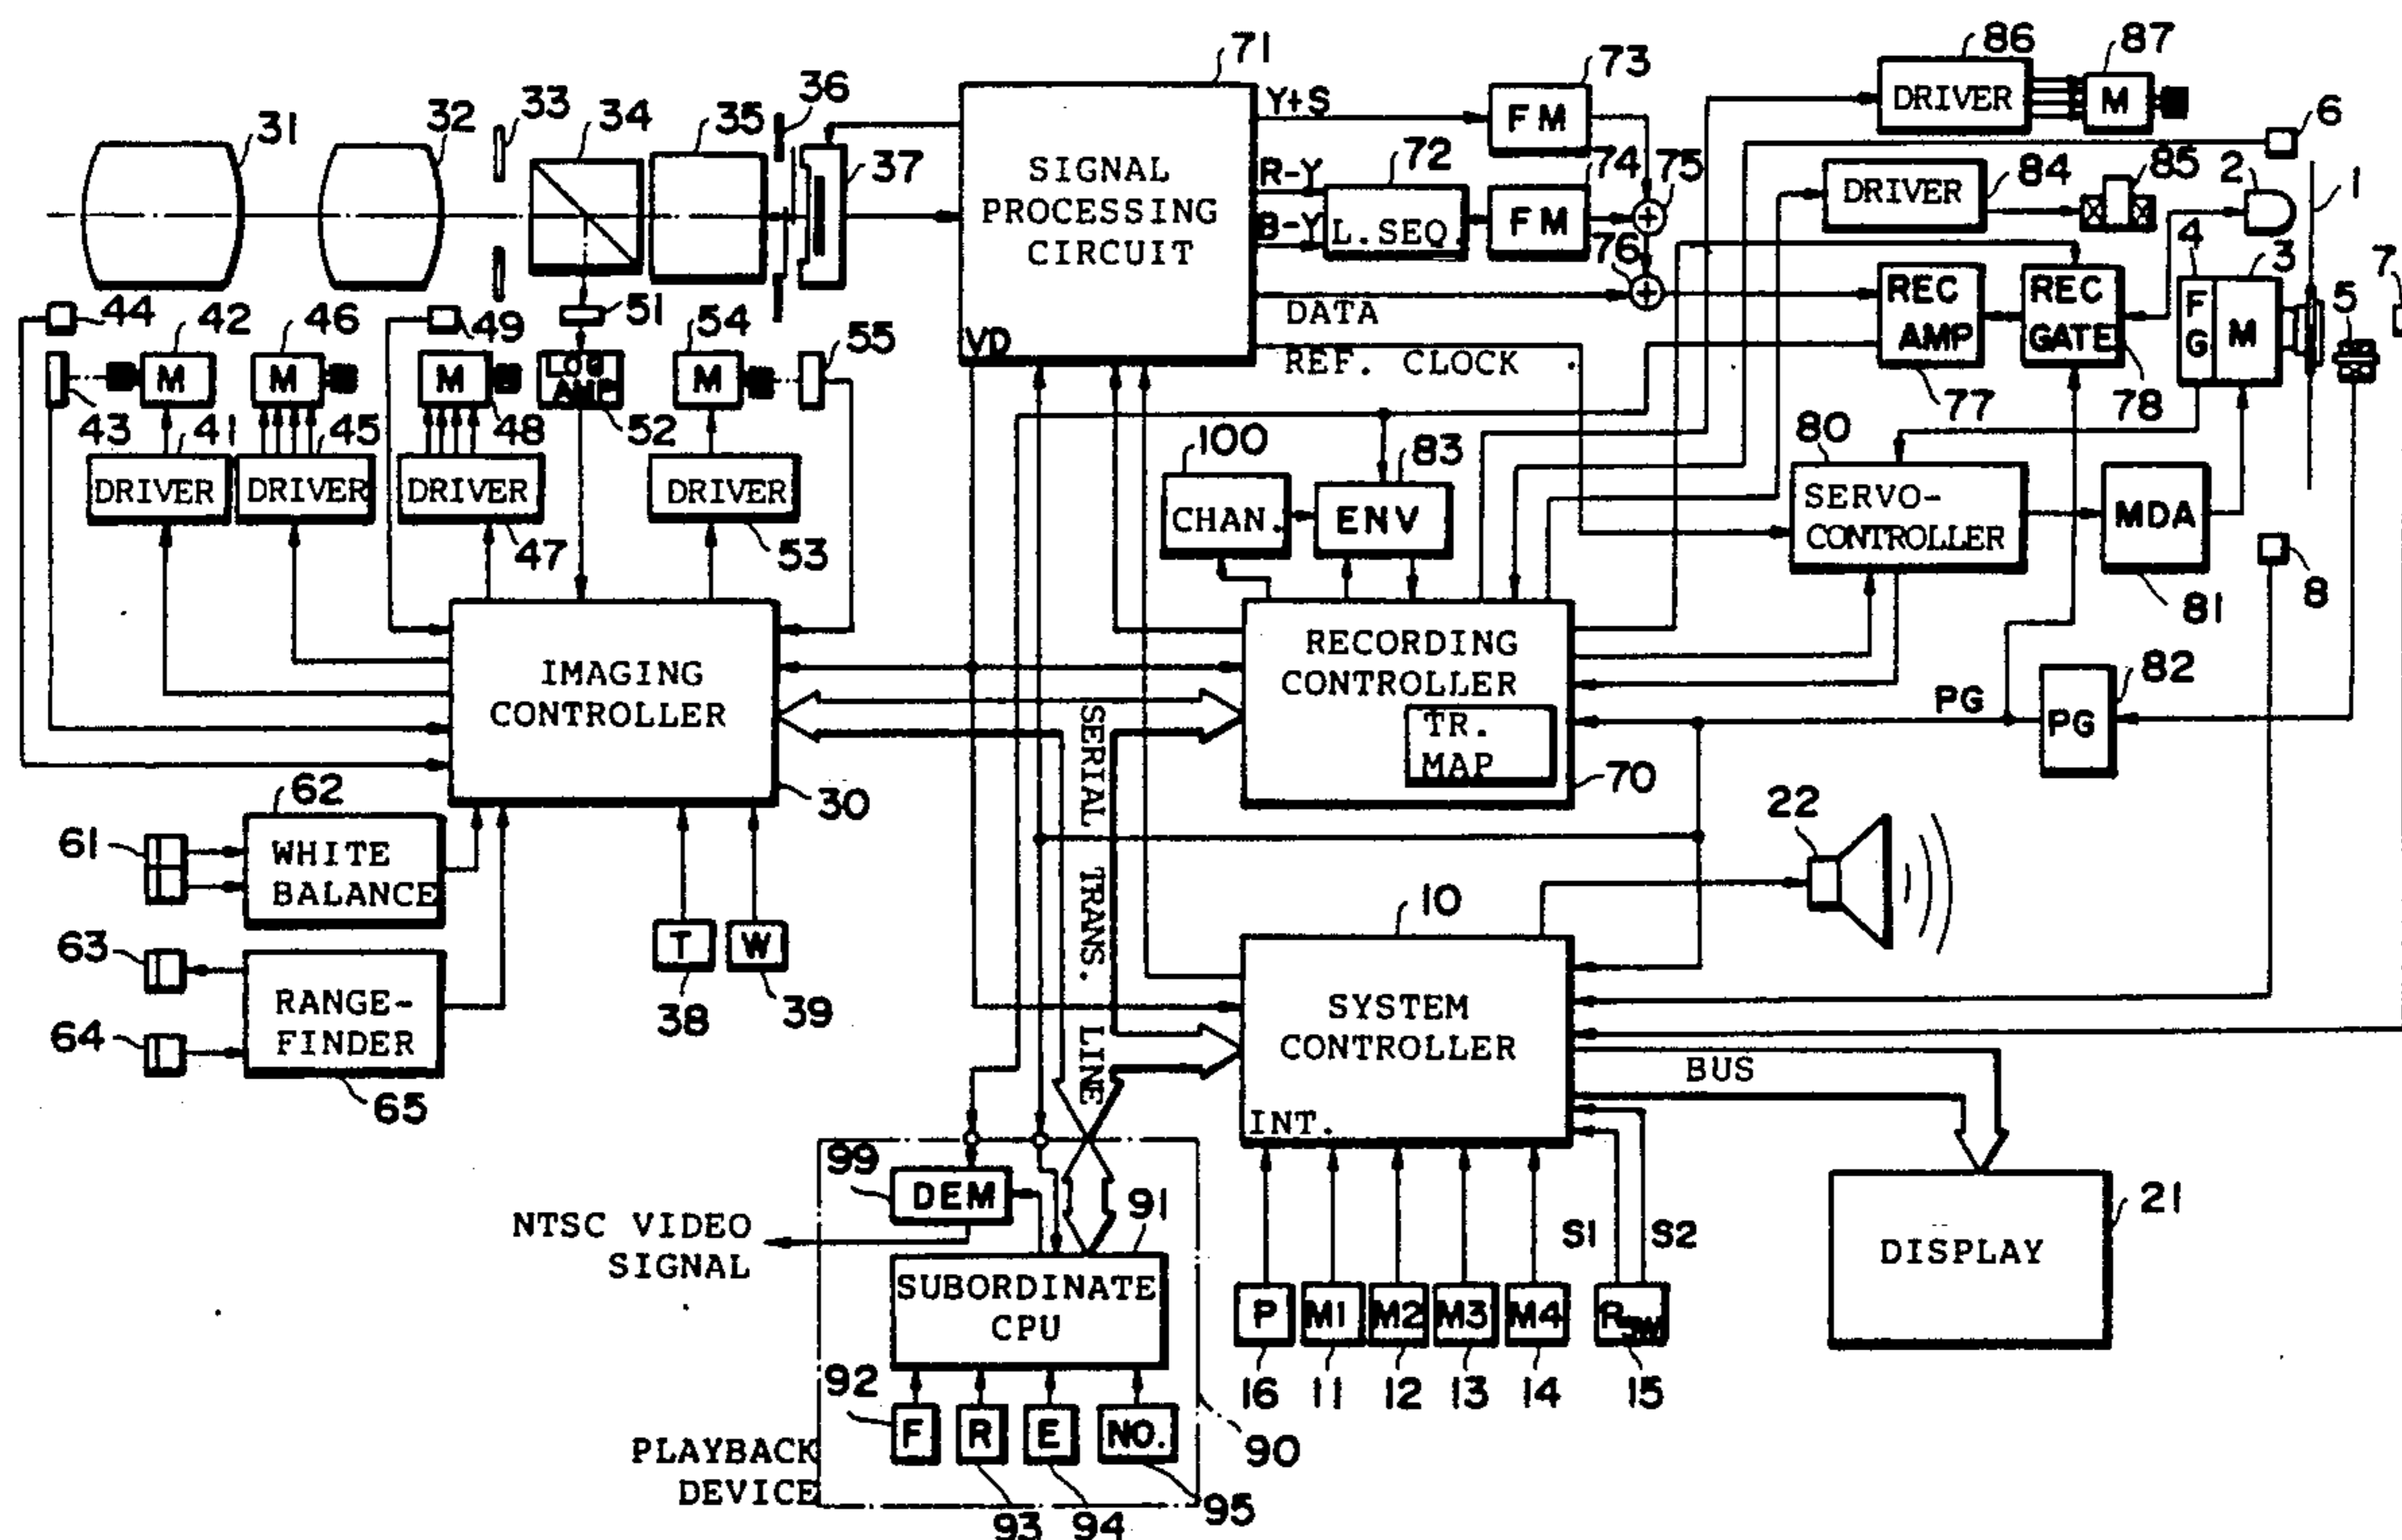 71
86
87
36
73
6
31
32
33
34
35
Y+S
FM
DRIVER
M
SIGNAL
PROCESSING
CIRCUIT
37
R-Y
72
74
75
DRIVER
84
85
2
1
B-Y
L.SEQ.
FM
76
4
3
44
42
46
49
51
54
55
VD
DATA
REF. CLOCK
REC
AMP
REC
GATE
FG
M
5
7
M
M
M
LOG
AMP
M
43
41
45
48
52
77
78
100
83
80
DRIVER
DRIVER
DRIVER
DRIVER
CHAN.
ENV
SERVO-
CONTROLLER
MDA
47
53
81
8
IMAGING
CONTROLLER
RECORDING
CONTROLLER
TR.
MAP
PG
PG
82
70
30
SERIAL TRANS. LINE
62
61
WHITE
BALANCE
22
10
63
T
W
RANGE-
FINDER
38
39
64
65
SYSTEM
CONTROLLER
BUS
INT.
99
DEM
91
NTSC VIDEO
SIGNAL
S1
S2
21
DISPLAY
SUBORDINATE
CPU
P
M1
M2
M3
M4
RSW
16
11
12
13
14
15
92
F
R
E
NO.
90
PLAYBACK
DEVICE
93
94
95